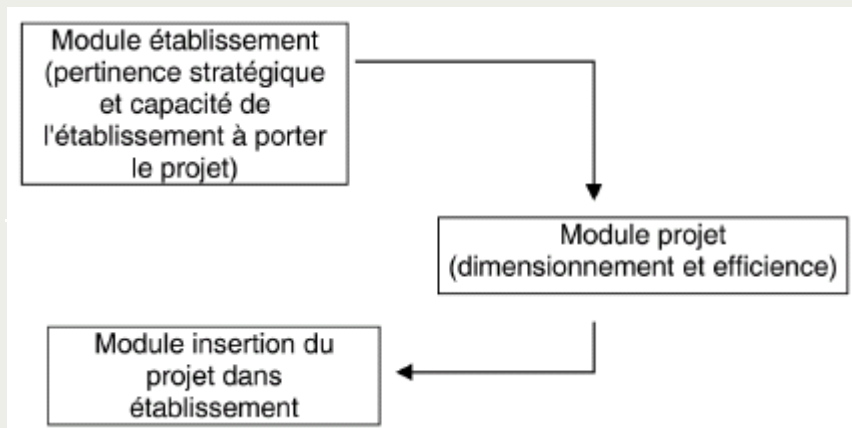 Module établissement
(pertinence stratégique
et capacité de
l'établissement à porter
le projet)
Module projet
(dimensionnement et efficience)
Module insertion du
projet dans
établissement